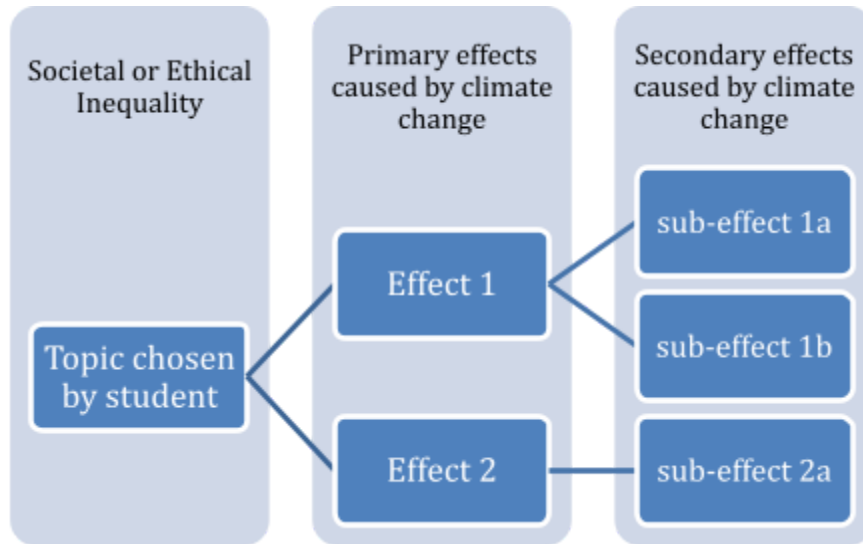 Societal or Ethical
Inequality
Primary effects
caused by climate
change
Secondary effects
caused by climate
change
Topic chosen
by student
Effect 1
Effect 2
sub-effect 1a
sub-effect 1b
sub-effect 2a